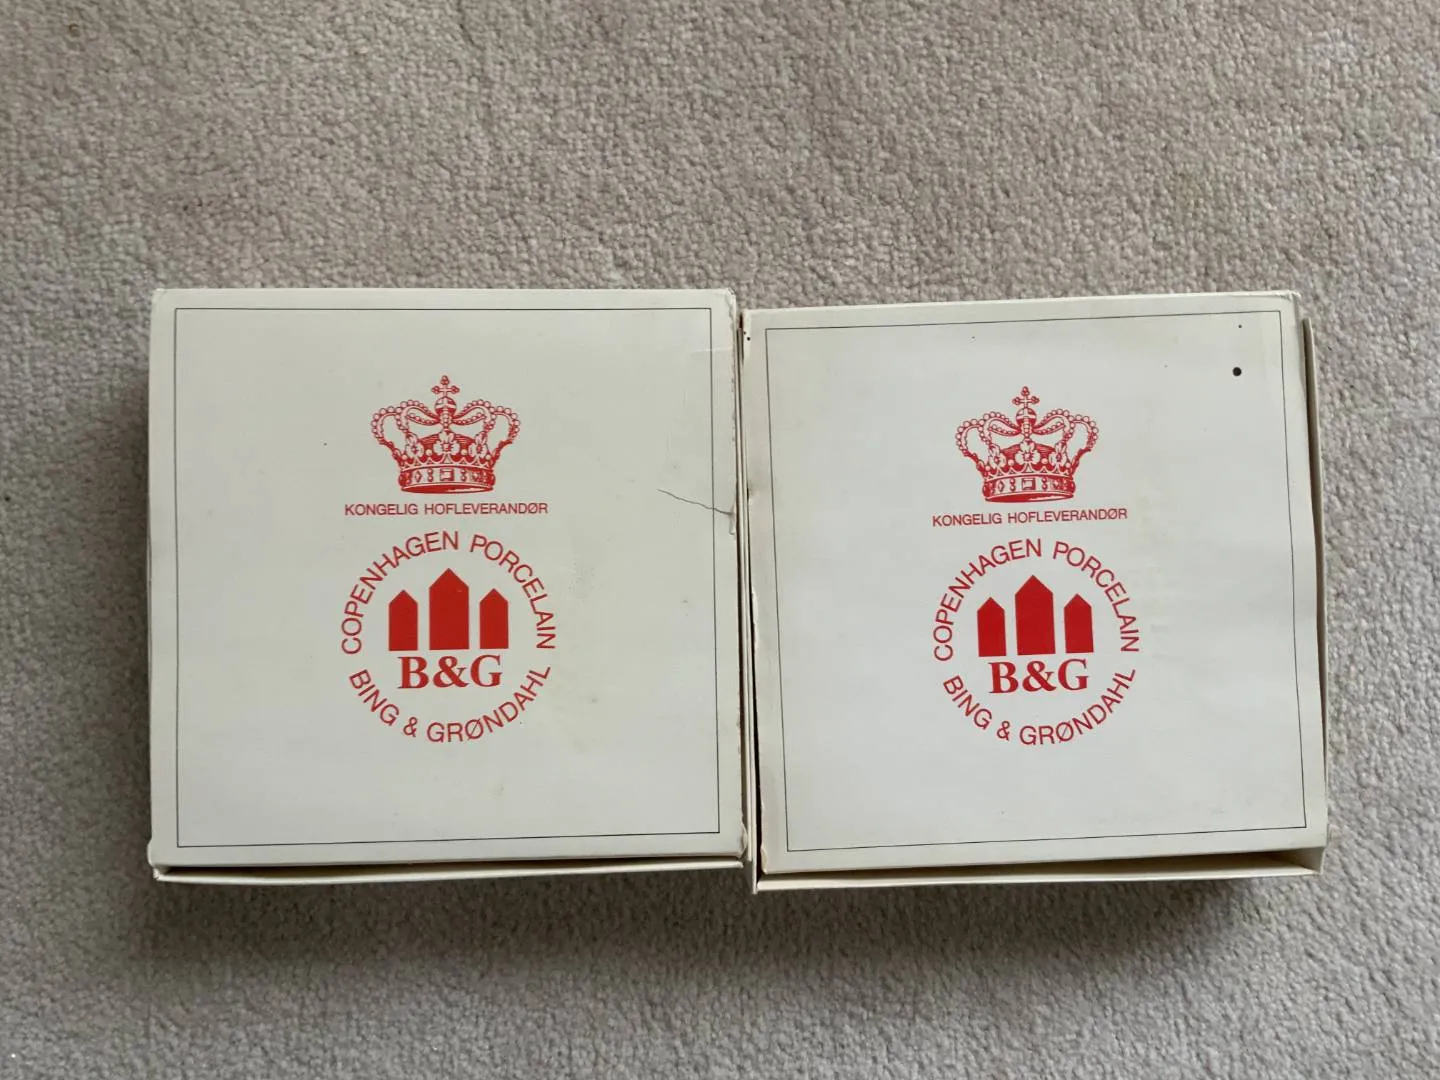 KONGELIG HOFLEVERANDØR
COPENHAGEN PORCELAIN
B&G
BING & GRØNDAHL
KONGELIG HOFLEVERANDØR
COPENHAGEN PORCELAIN
B&G
BING & GRØNDAHL